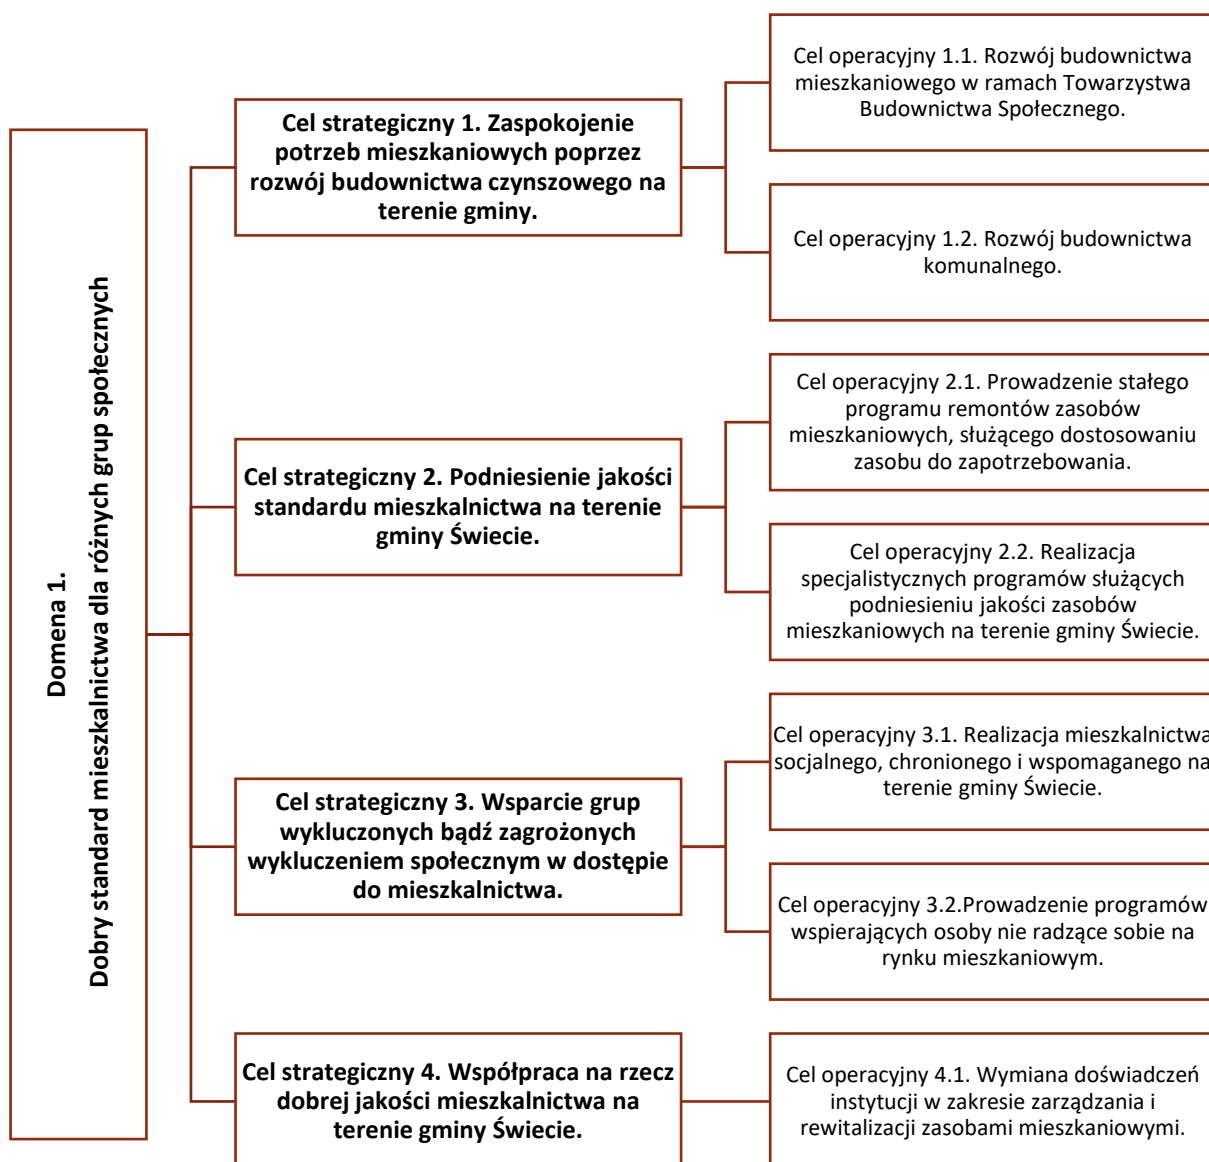 Domena 1.
Dobry standard mieszkalnictwa dla różnych grup społecznych
Cel strategiczny 1. Zaspokojenie
potrzeb mieszkaniowych poprzez
rozwój budownictwa czynszowego na
terenie gminy.
Cel operacyjny 1.1. Rozwój budownictwa
mieszkaniowego w ramach Towarzystwa
Budownictwa Społecznego.
Cel operacyjny 1.2. Rozwój budownictwa
komunalnego.
Cel strategiczny 2. Podniesienie jakości
standardu mieszkalnictwa na terenie
gminy Świecie.
Cel operacyjny 2.1. Prowadzenie stałego
programu remontów zasobów
mieszkaniowych, służącego dostosowaniu
zasobu do zapotrzebowania.
Cel operacyjny 2.2. Realizacja
specjalistycznych programów służących
podniesieniu jakości zasobów
mieszkaniowych na terenie gminy Świecie.
Cel strategiczny 3. Wsparcie grup
wykluczonych bądź zagrożonych
wykluczeniem społecznym w dostępie
do mieszkalnictwa.
Cel operacyjny 3.1. Realizacja mieszkalnictwa
socjalnego, chronionego i wspomaganego na
terenie gminy Świecie.
Cel operacyjny 3.2.Prowadzenie programów
wspierających osoby nie radzące sobie na
rynku mieszkaniowym.
Cel strategiczny 4. Współpraca na rzecz
dobrej jakości mieszkalnictwa na
terenie gminy Świecie.
Cel operacyjny 4.1. Wymiana doświadczeń
instytucji w zakresie zarządzania i
rewitalizacji zasobami mieszkaniowymi.